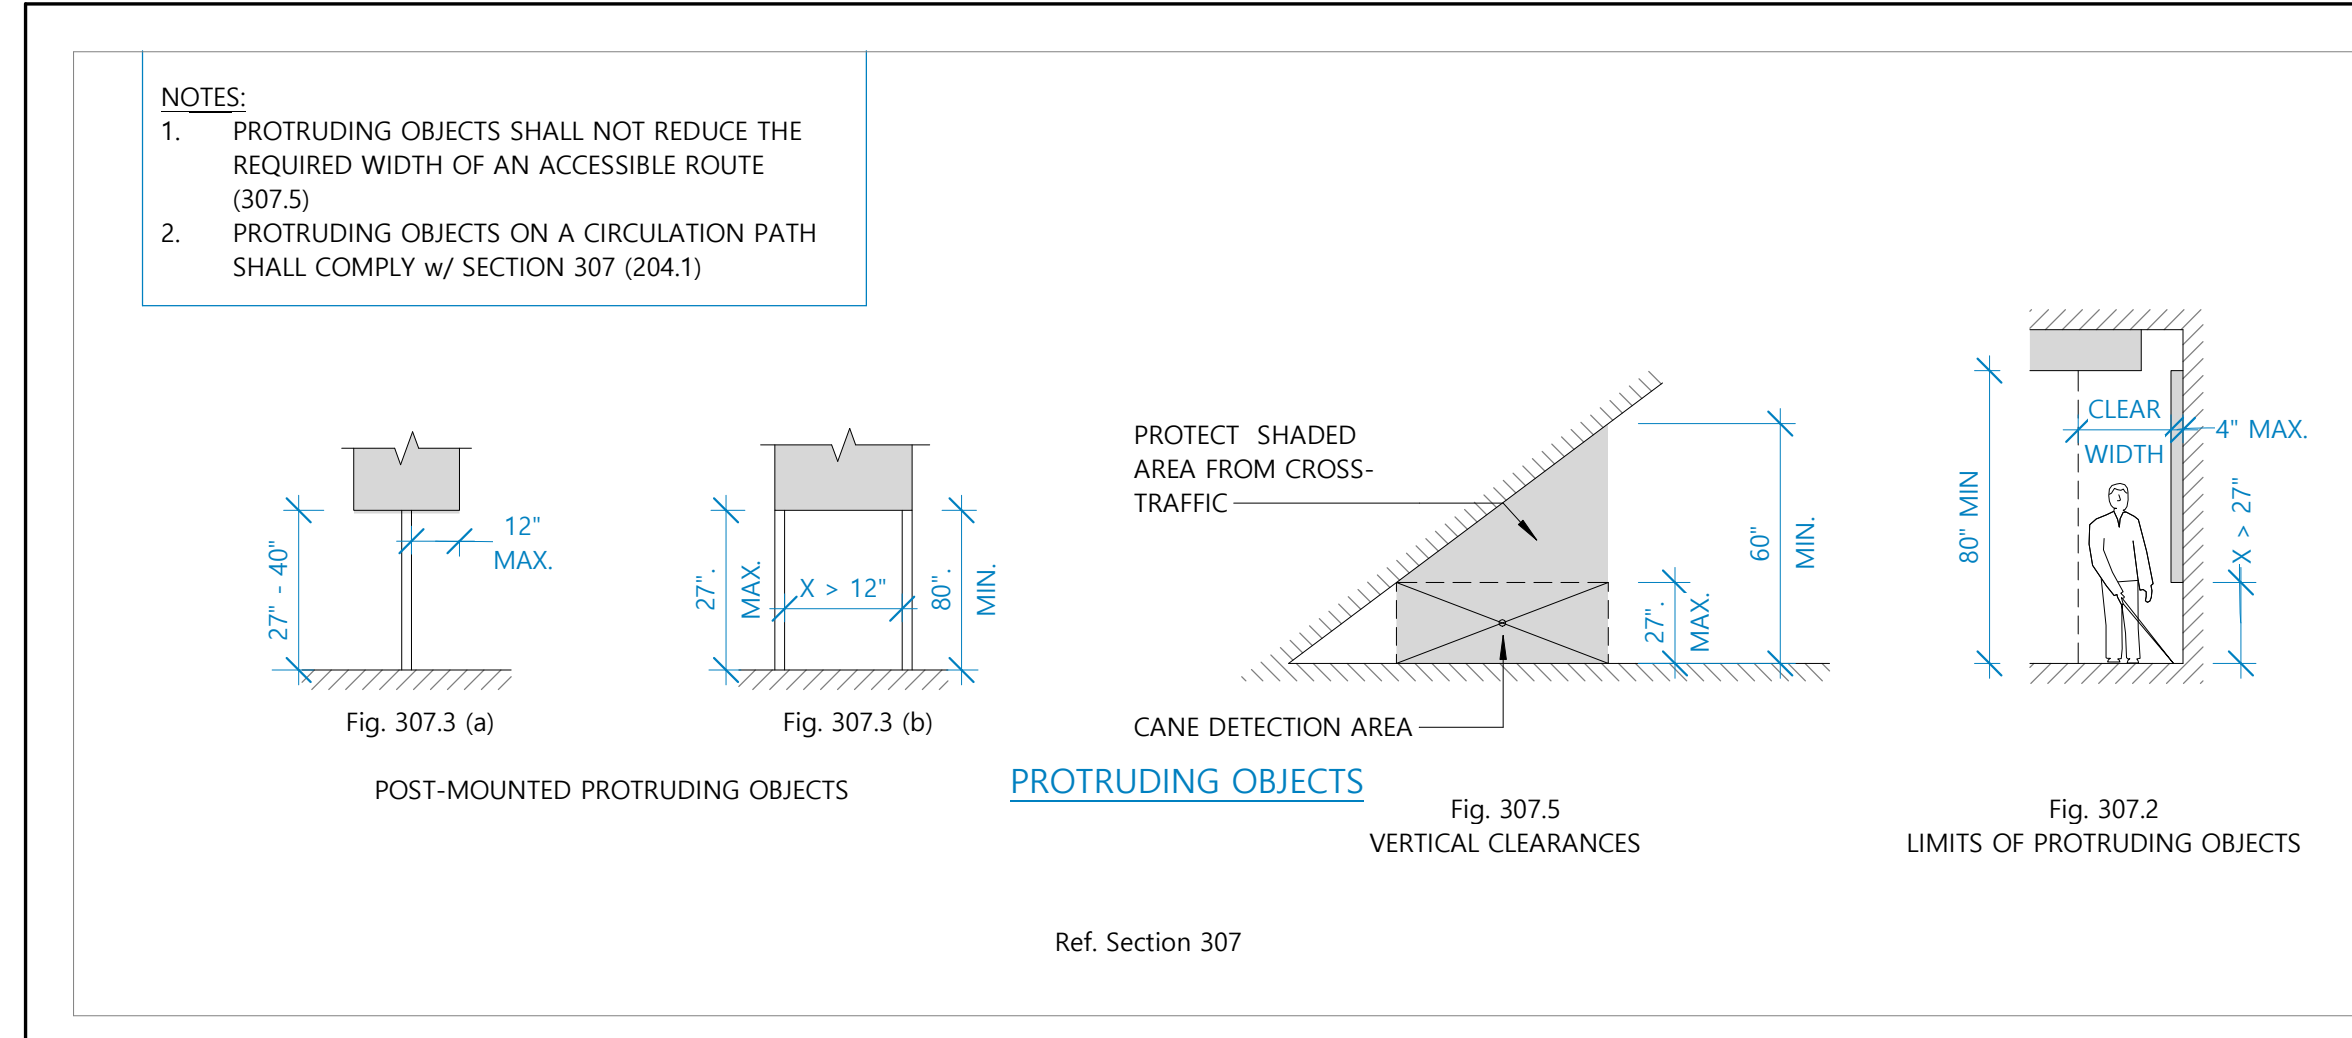 NOTES:
1. PROTRUDING OBJECTS SHALL NOT REDUCE THE
REQUIRED WIDTH OF AN ACCESSIBLE ROUTE
(307.5)
2. PROTRUDING OBJECTS ON A CIRCULATION PATH
SHALL COMPLY w/ SECTION 307 (204.1)
27" - 40"
12"
MAX.
Fig. 307.3 (a)
27".
MAX.
X > 12"
80".
MIN.
Fig. 307.3 (b)
POST-MOUNTED PROTRUDING OBJECTS
PROTECT SHADED
AREA FROM CROSS-
TRAFFIC
27".
MAX.
60"
MIN.
CANE DETECTION AREA
PROTRUDING OBJECTS
Fig. 307.5
VERTICAL CLEARANCES
80" MIN
CLEAR
WIDTH
4" MAX.
X > 27"
Fig. 307.2
LIMITS OF PROTRUDING OBJECTS
Ref. Section 307